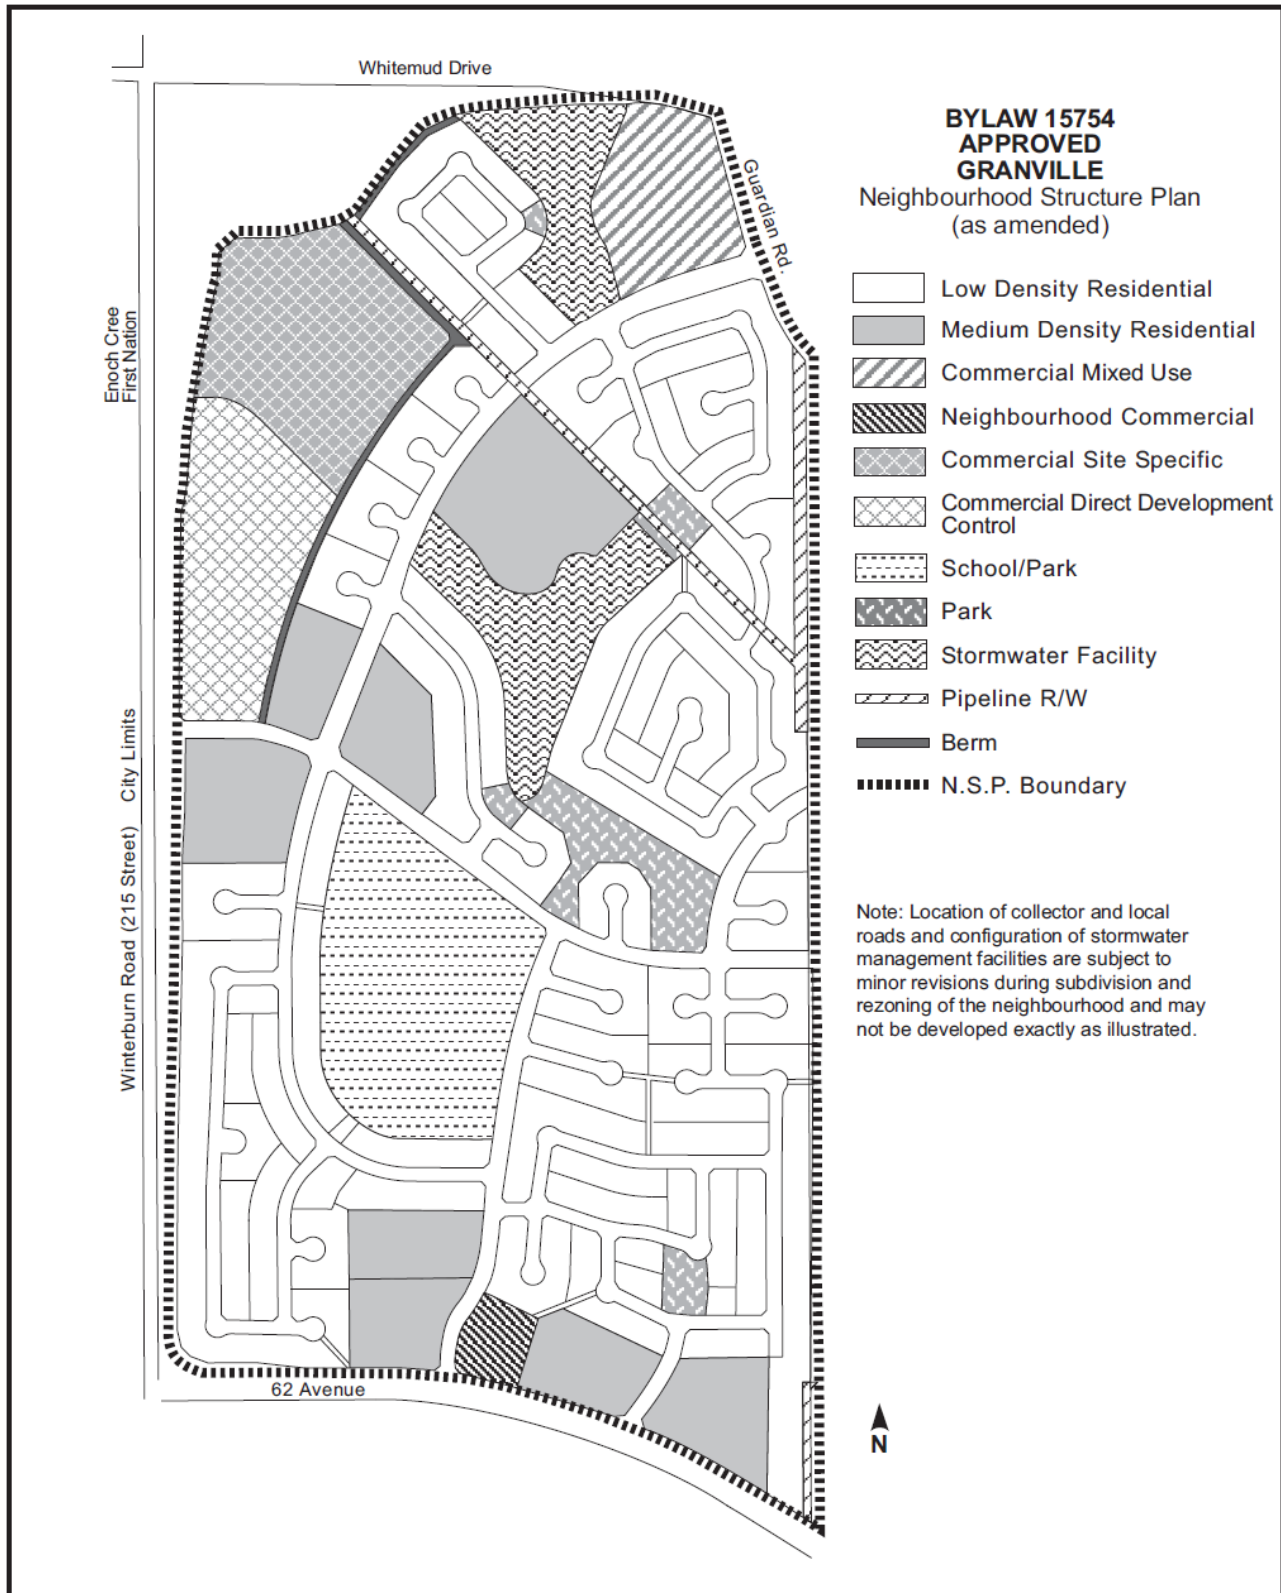 Whitemud Drive
BYLAW 15754
APPROVED
GRANVILLE
Neighbourhood Structure Plan
(as amended)
Guardian Rd.
Low Density Residential
Medium Density Residential
Commercial Mixed Use
Neighbourhood Commercial
Commercial Site Specific
Commercial Direct Development
Control
School/Park
Park
Stormwater Facility
Pipeline R/W
Berm
N.S.P. Boundary
Enoch Cree
First Nation
Winterburn Road (215 Street) City Limits
Note: Location of collector and local
roads and configuration of stormwater
management facilities are subject to
minor revisions during subdivision and
rezoning of the neighbourhood and may
not be developed exactly as illustrated.
62 Avenue
N